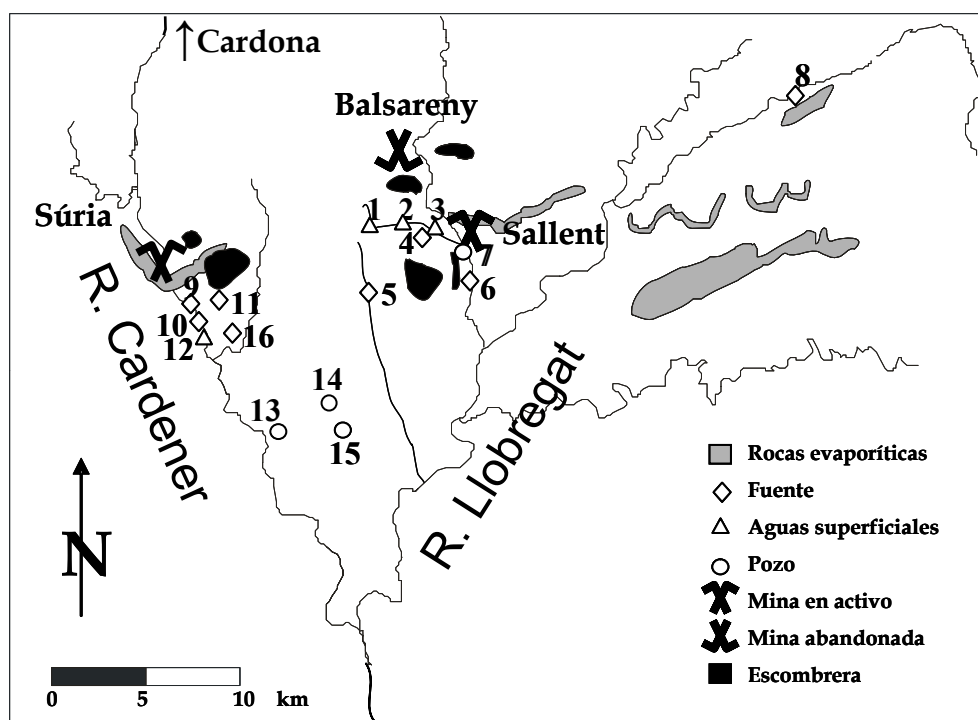 ↑Cardona
8
Balsareny
Súria
1 2 3
4
Sallent
7
5
6
9
11
10
16
12
R. Cardener
14
13
15
R. Llobregat
N
Rocas evaporíticas
Fuente
Aguas superficiales
Pozo
Mina en activo
Mina abandonada
Escombrera
0 5 10 km